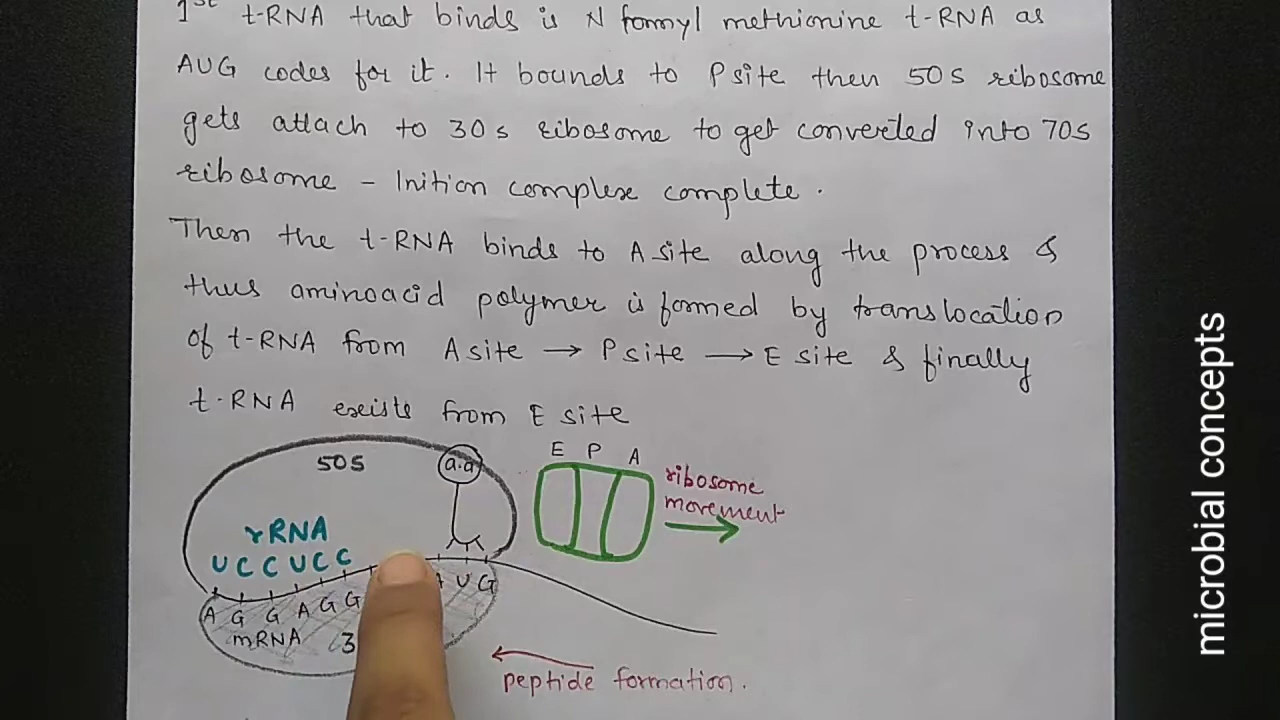 1st t-RNA that binds is N formyl methionine t-RNA as
AUG codes for it. It bounds to P site then 50s ribosome
gets attach to 30s ribosome to get converted into 70s
ribosome - Inition complex complete.
Then the t-RNA binds to A site along the process &
thus aminoacid polymer is formed by translocation
of t-RNA from A site → P site → E site & finally
t-RNA exists from E site
50S
a.a
E P A
ribosome
movement
rRNA
UCCUCC
A G G A G G
A U G
mRNA
3
peptide formation.
microbial concepts